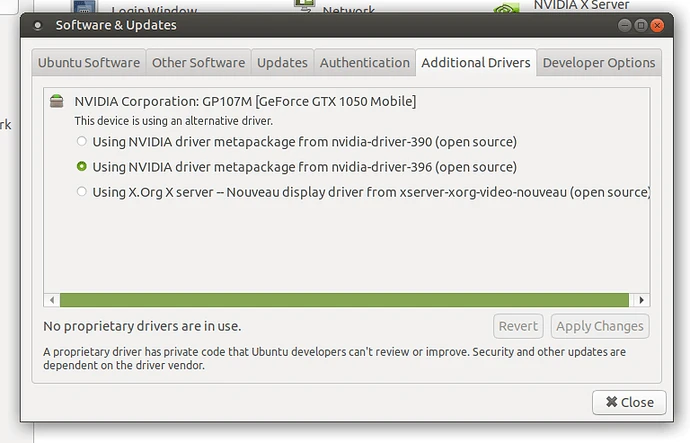 Login Window
Network
NVIDIA X Server
Software & Updates
rk
Ubuntu Software
Other Software
Updates
Authentication
Additional Drivers
Developer Options
NVIDIA Corporation: GP107M [GeForce GTX 1050 Mobile]
This device is using an alternative driver.
Using NVIDIA driver metapackage from nvidia-driver-390 (open source)
Using NVIDIA driver metapackage from nvidia-driver-396 (open source)
Using X.Org X server -- Nouveau display driver from xserver-xorg-video-nouveau (open source)
No proprietary drivers are in use.
Revert
Apply Changes
A proprietary driver has private code that Ubuntu developers can't review or improve. Security and other updates are
dependent on the driver vendor.
Close